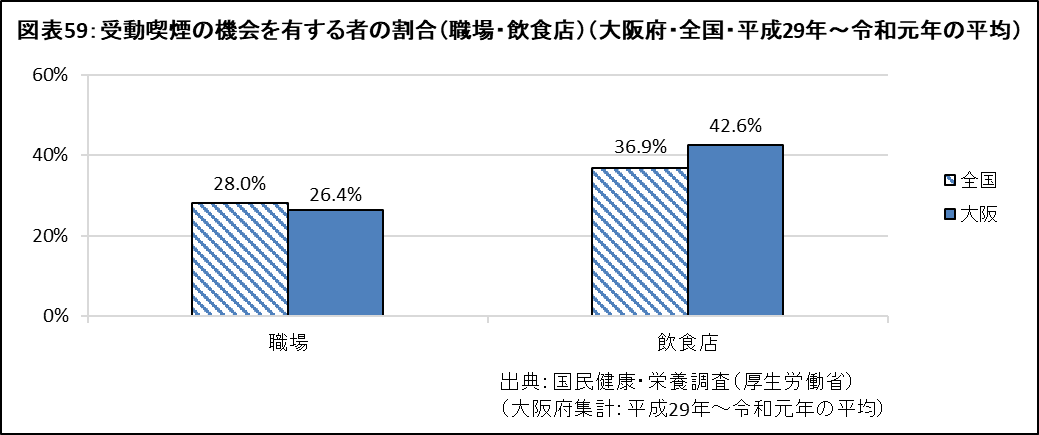 図表59：受動喫煙の機会を有する者の割合（職場・飲食店）（大阪府・全国・平成29年～令和元年の平均）
60%
40%
20%
0%
28.0%
26.4%
36.9%
42.6%
職場
飲食店
全国
大阪
出典：国民健康・栄養調査（厚生労働省）
（大阪府集計：平成29年～令和元年の平均）